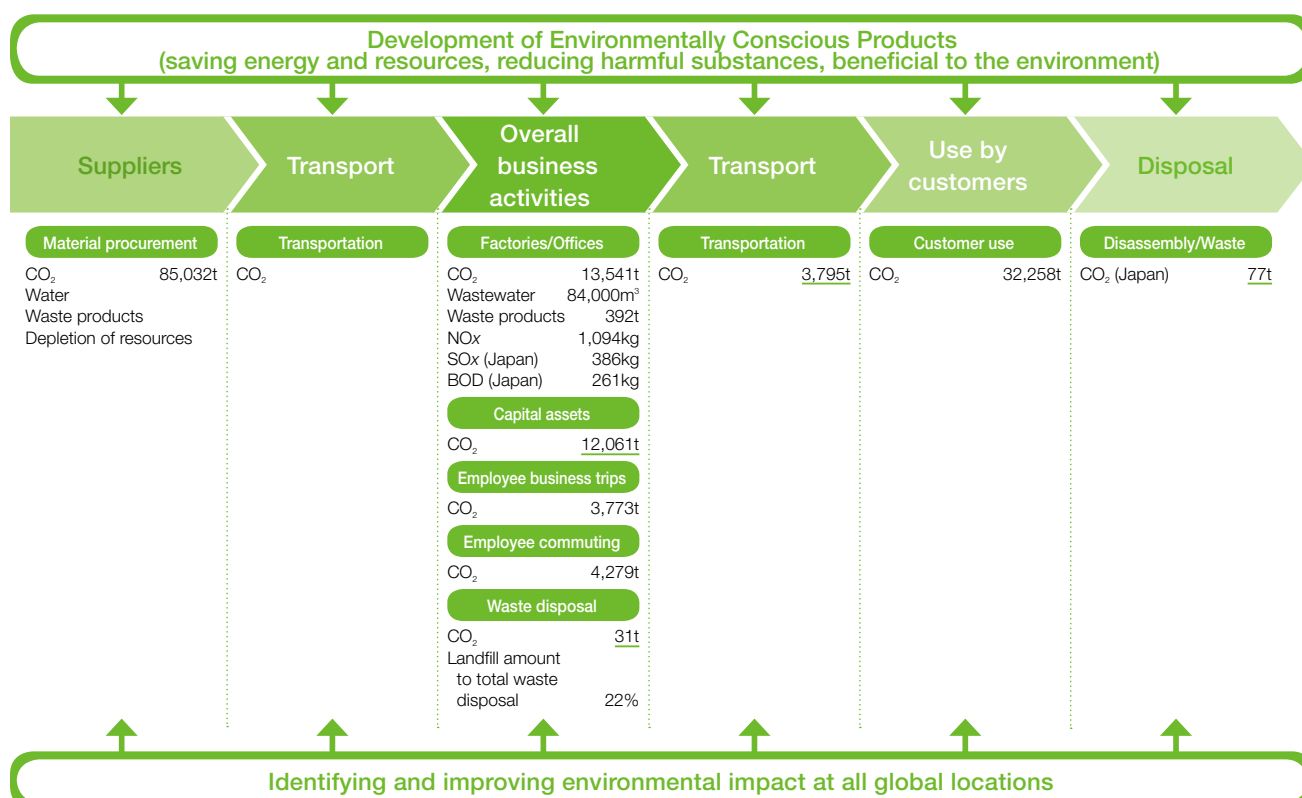 Development of Environmentally Conscious Products
(saving energy and resources, reducing harmful substances, beneficial to the environment)
Suppliers
Transport
Overall
business
activities
Transport
Use by
customers
Disposal
Material procurement
CO₂ 85,032t
Water
Waste products
Depletion of resources
Transportation
CO₂
Factories/Offices
CO₂ 13,541t
Wastewater 84,000m³
Waste products 392t
NOx 1,094kg
SOx (Japan) 386kg
BOD (Japan) 261kg
Capital assets
CO₂ 12,061t
Employee business trips
CO₂ 3,773t
Employee commuting
CO₂ 4,279t
Waste disposal
CO₂ 31t
Landfill amount
to total waste
disposal 22%
Transportation
CO₂ 3,795t
Customer use
CO₂ 32,258t
Disassembly/Waste
CO₂ (Japan) 77t
Identifying and improving environmental impact at all global locations